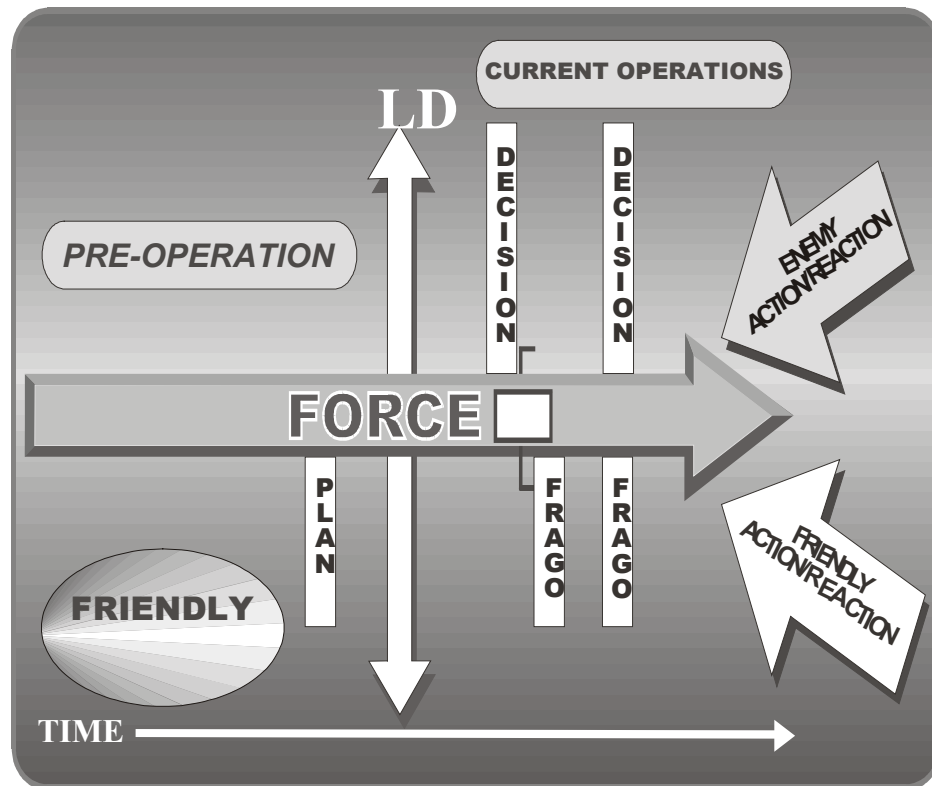 CURRENT OPERATIONS
LD
DECISION
DECISION
PRE-OPERATION
ENEMY
ACTION/REACTION
FORCE
PLAN
FRAGO
FRAGO
FRIENDLY
ACTION/REACTION
FRIENDLY
TIME